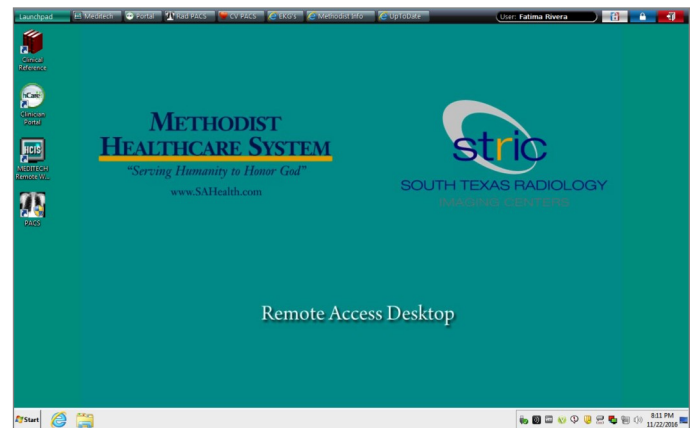 Launchpad
Meditech
Portal
Rad PACS
CV PACS
EKG's
Methodist Info
UpToDate
User: Fatima Rivera
Clinical
Reference
hCare
Clinician
Portal
HCIS
MEDITECH
Remote W...
PACS
METHODIST
HEALTHCARE SYSTEM
"Serving Humanity to Honor God"
www.SAHealth.com
stric
SOUTH TEXAS RADIOLOGY
IMAGING CENTERS
Remote Access Desktop
Start
8:11 PM
11/22/2016